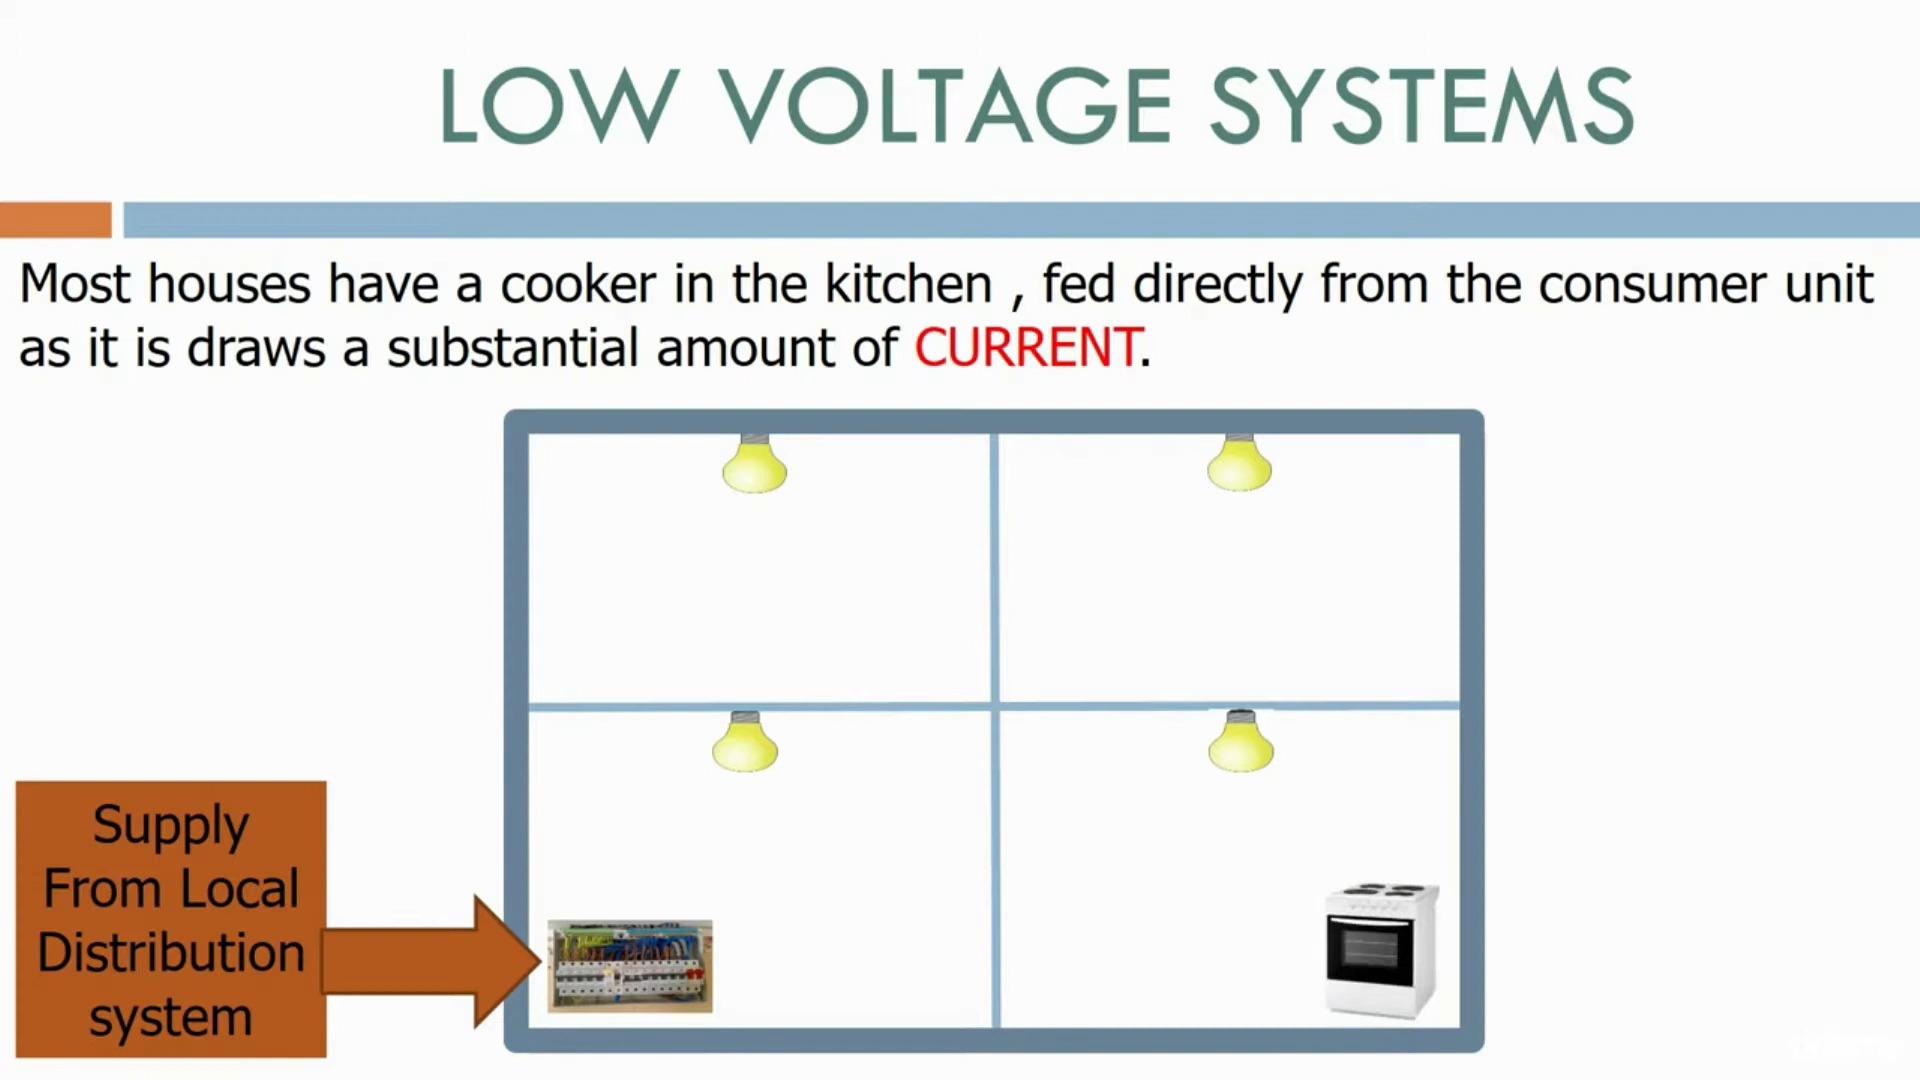 LOW VOLTAGE SYSTEMS
Most houses have a cooker in the kitchen , fed directly from the consumer unit
as it is draws a substantial amount of CURRENT.
Supply
From Local
Distribution
system